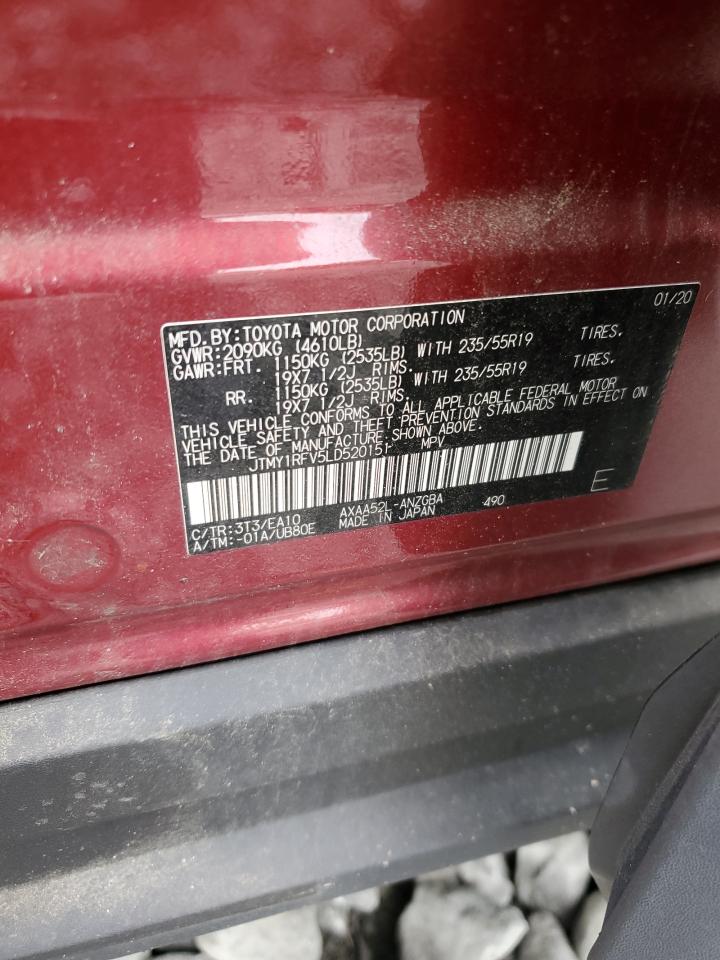 01/20
MFD.BY:TOYOTA MOTOR CORPORATION
GVWR:2090KG (4610LB)
GAWR:FRT. 1150KG (2535LB) WITH 235/55R19 TIRES.
19X7 1/2J RIMS.
RR. 1150KG (2535LB) WITH 235/55R19 TIRES.
19X7 1/2J RIMS.
THIS VEHICLE CONFORMS TO ALL APPLICABLE FEDERAL MOTOR
VEHICLE SAFETY AND THEFT PREVENTION STANDARDS IN EFFECT ON
THE DATE OF MANUFACTURE SHOWN ABOVE.
JTMY1RFV5LD520151 MPV
C/TR:3T3/EA10 AXAA52L-ANZGBA 490 E
A/TM:-01A/UB80E MADE IN JAPAN